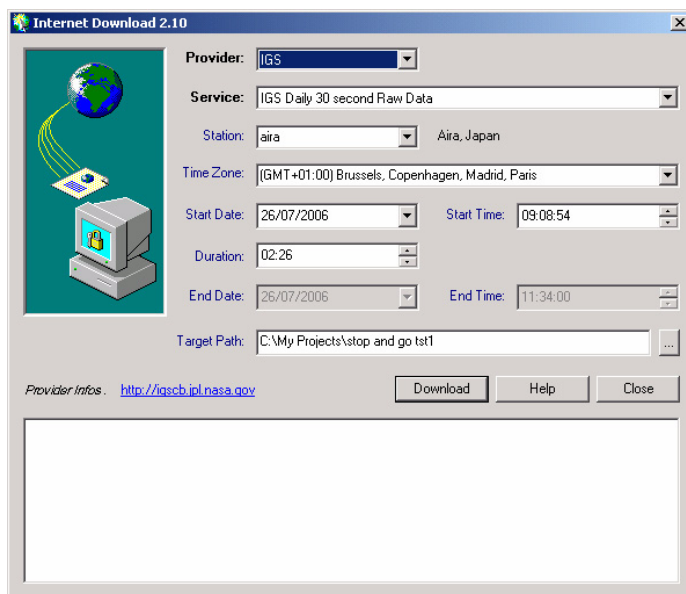 Internet Download 2.10
Provider: IGS
Service: IGS Daily 30 second Raw Data
Station: aira Aira, Japan
Time Zone: (GMT+01:00) Brussels, Copenhagen, Madrid, Paris
Start Date: 26/07/2006 Start Time: 09:08:54
Duration: 02:26
End Date: 26/07/2006 End Time: 11:34:00
Target Path: C:\My Projects\stop and go tst1 ...
Provider Infos . http://igscb.jpl.nasa.gov Download Help Close